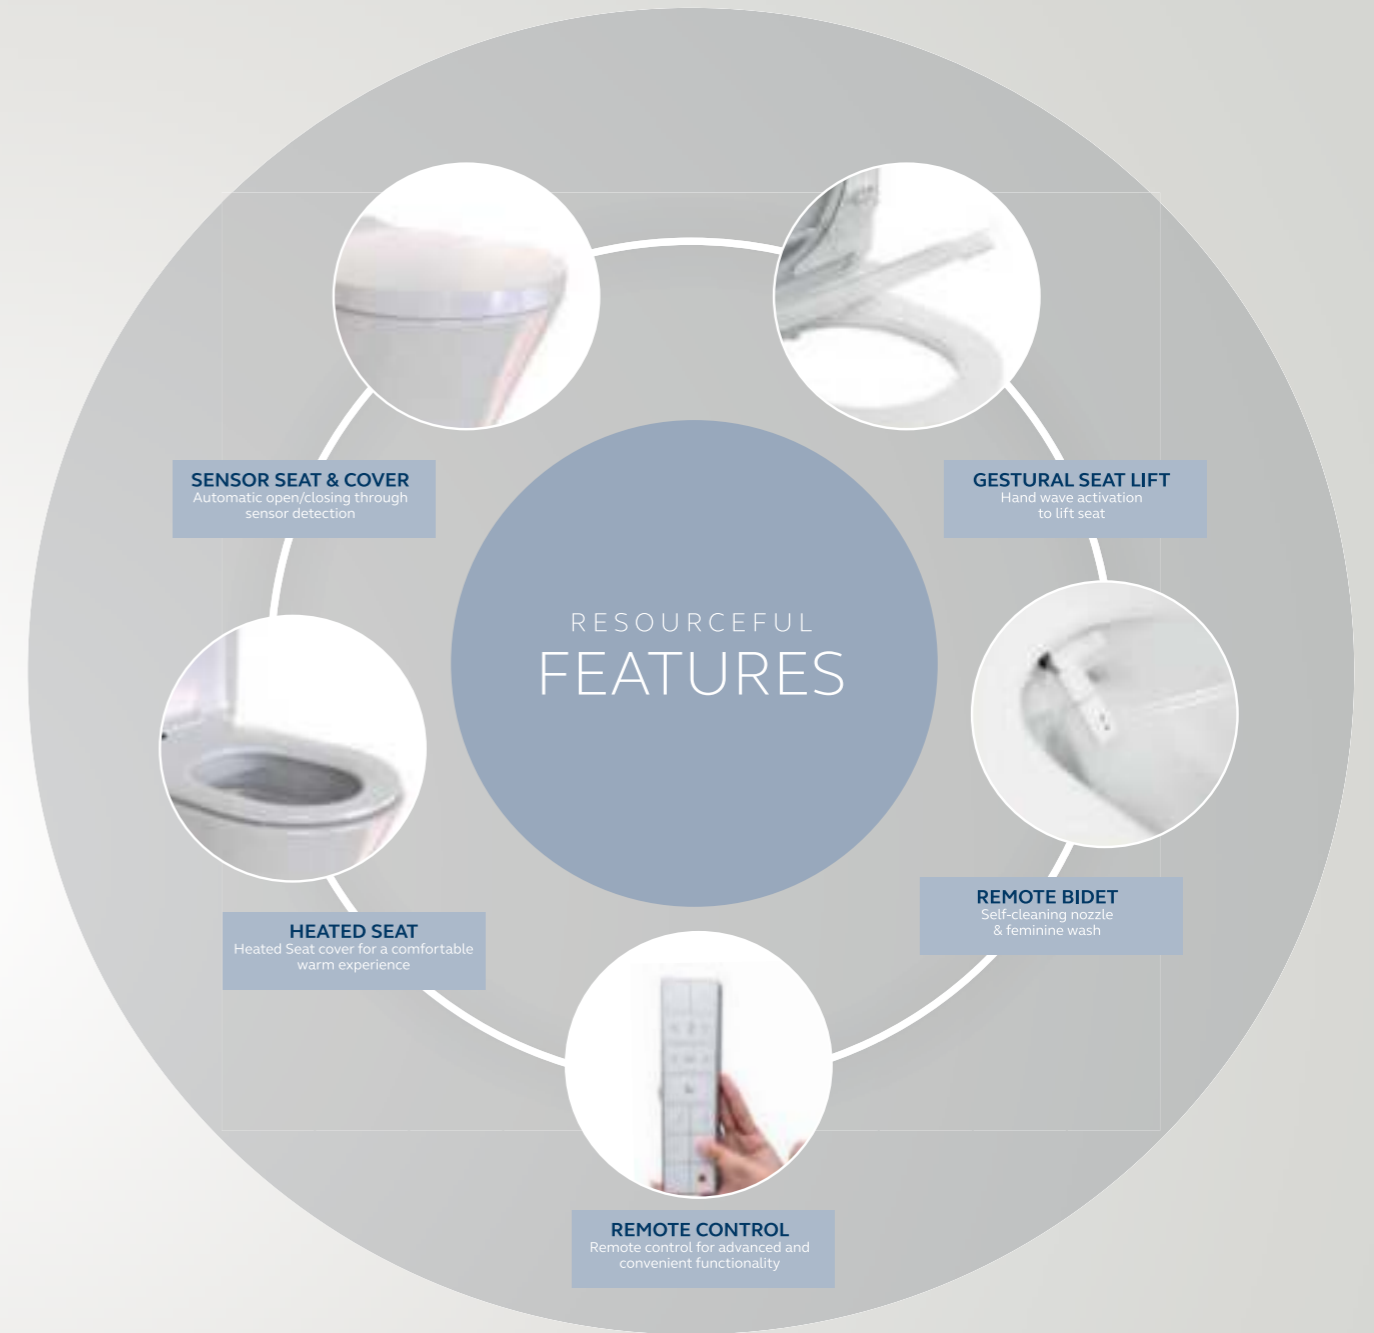 RESOURCEFUL
FEATURES
SENSOR SEAT & COVER
Automatic open/closing through
sensor detection
GESTURAL SEAT LIFT
Hand wave activation
to lift seat
HEATED SEAT
Heated Seat cover for a comfortable
warm experience
REMOTE BIDET
Self-cleaning nozzle
& feminine wash
REMOTE CONTROL
Remote control for advanced and
convenient functionality